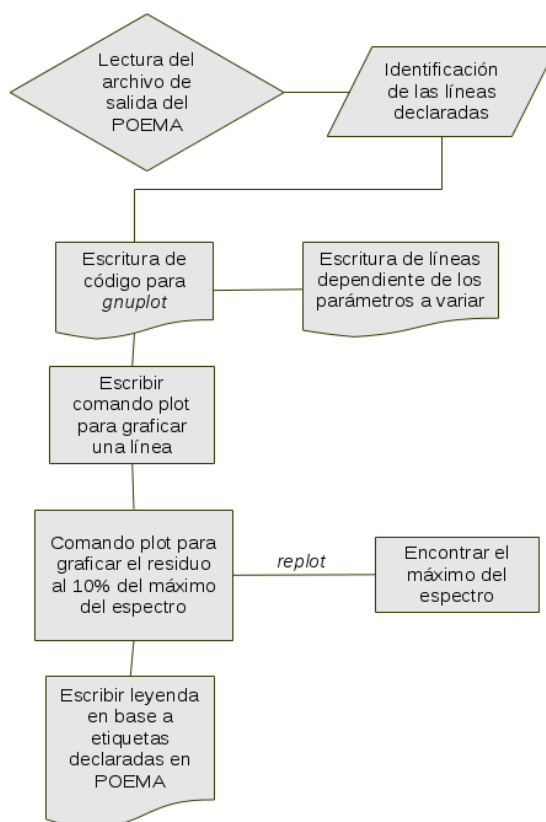 Lectura del
archivo de
salida del
POEMA
Identificación
de las líneas
declaradas
Escritura de
código para
gnuplot
Escritura de líneas
dependiente de los
parámetros a variar
Escribir
comando plot
para graficar
una línea
Comando plot para
graficar el residuo
al 10% del máximo
del espectro
replot
Encontrar el
máximo del
espectro
Escribir leyenda
en base a
etiquetas
declaradas en
POEMA